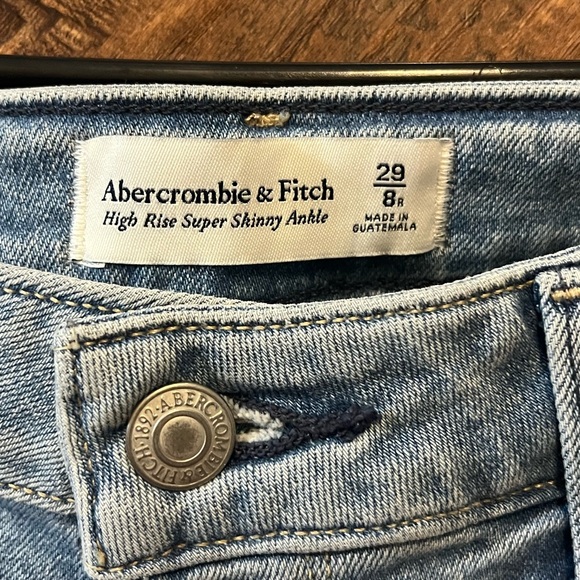 Abercrombie & Fitch
High Rise Super Skinny Ankle
29
8R
MADE IN
GUATEMALA
1892·ABERCROMBIE & FITCH·